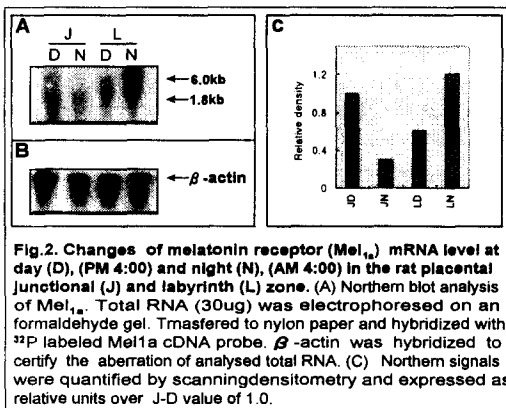 A
J L
D N D N
6.0kb
1.8kb
B
β-actin
C
Relative density
1.2
0.8
0.4
0
JD JN LD LN
Fig.2. Changes of melatonin receptor (Mel₁ₐ) mRNA level at
day (D), (PM 4:00) and night (N), (AM 4:00) in the rat placental
junctional (J) and labyrinth (L) zone. (A) Northern blot analysis
of Mel₁ₐ. Total RNA (30ug) was electrophoresed on an
formaldehyde gel. Tmasfered to nylon paper and hybridized with
³²P labeled Mel1a cDNA probe. β-actin was hybridized to
certify the aberration of analysed total RNA. (C) Northern signals
were quantified by scanningdensitometry and expressed as
relative units over J-D value of 1.0.